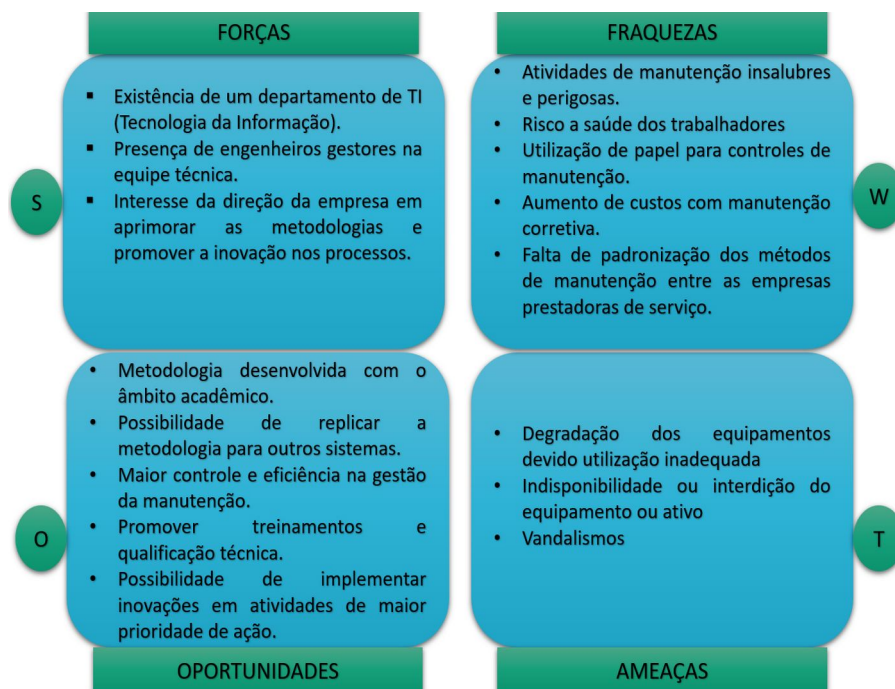 FORÇAS
▪ Existência de um departamento de TI
(Tecnologia da Informação).
▪ Presença de engenheiros gestores na
equipe técnica.
▪ Interesse da direção da empresa em
aprimorar as metodologias e
promover a inovação nos processos.
S
FRAQUEZAS
• Atividades de manutenção insalubres
e perigosas.
• Risco a saúde dos trabalhadores
• Utilização de papel para controles de
manutenção.
• Aumento de custos com manutenção
corretiva.
• Falta de padronização dos métodos
de manutenção entre as empresas
prestadoras de serviço.
W
• Metodologia desenvolvida com o
âmbito acadêmico.
• Possibilidade de replicar a
metodologia para outros sistemas.
• Maior controle e eficiência na gestão
da manutenção.
• Promover treinamentos e
qualificação técnica.
• Possibilidade de implementar
inovações em atividades de maior
prioridade de ação.
O
OPORTUNIDADES
• Degradação dos equipamentos
devido utilização inadequada
• Indisponibilidade ou interdição do
equipamento ou ativo
• Vandalismos
T
AMEAÇAS